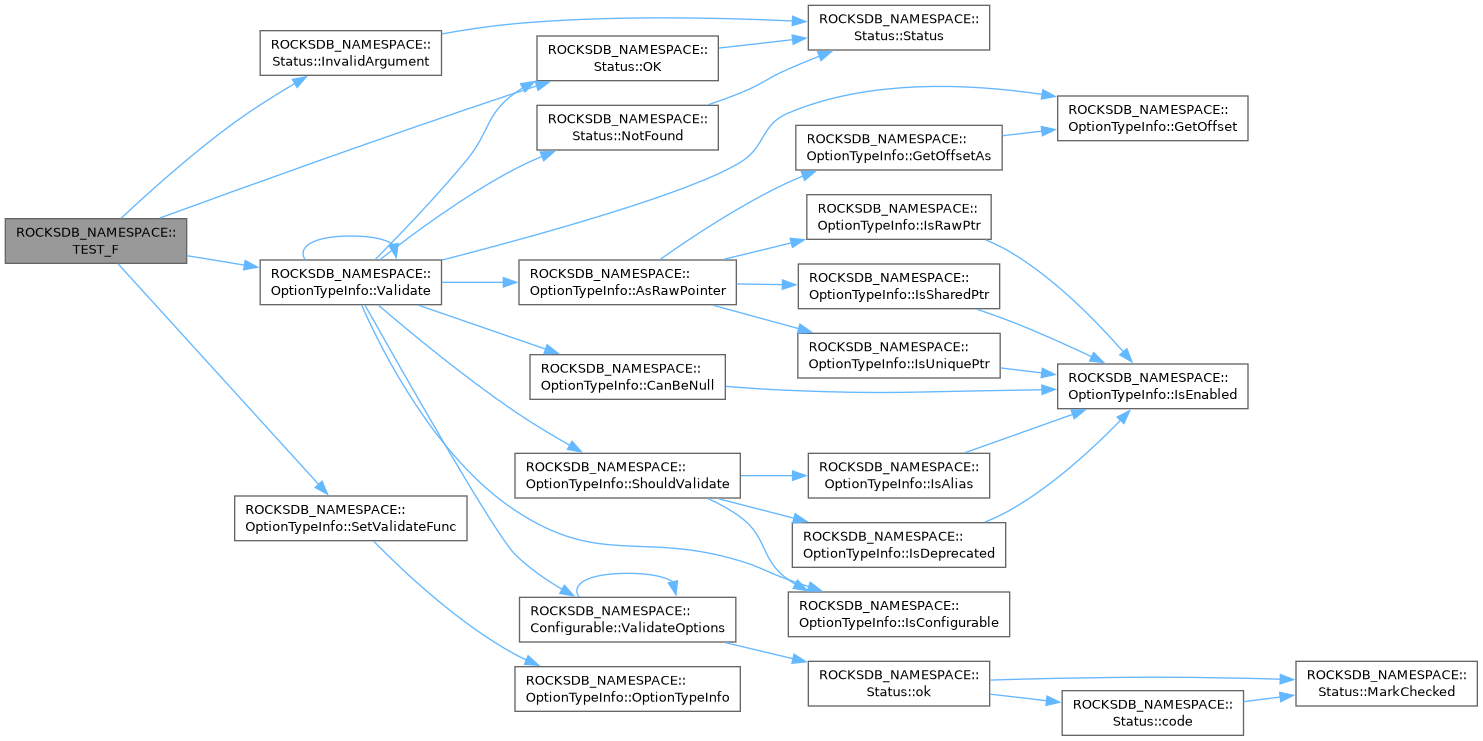 ROCKSDB_NAMESPACE::
TEST_F
ROCKSDB_NAMESPACE::
Status::InvalidArgument
ROCKSDB_NAMESPACE::
Status::Status
ROCKSDB_NAMESPACE::
Status::OK
ROCKSDB_NAMESPACE::
Status::NotFound
ROCKSDB_NAMESPACE::
OptionTypeInfo::GetOffset
ROCKSDB_NAMESPACE::
OptionTypeInfo::GetOffsetAs
ROCKSDB_NAMESPACE::
OptionTypeInfo::IsRawPtr
ROCKSDB_NAMESPACE::
OptionTypeInfo::Validate
ROCKSDB_NAMESPACE::
OptionTypeInfo::AsRawPointer
ROCKSDB_NAMESPACE::
OptionTypeInfo::IsSharedPtr
ROCKSDB_NAMESPACE::
OptionTypeInfo::IsUniquePtr
ROCKSDB_NAMESPACE::
OptionTypeInfo::CanBeNull
ROCKSDB_NAMESPACE::
OptionTypeInfo::IsEnabled
ROCKSDB_NAMESPACE::
OptionTypeInfo::ShouldValidate
ROCKSDB_NAMESPACE::
OptionTypeInfo::IsAlias
ROCKSDB_NAMESPACE::
OptionTypeInfo::SetValidateFunc
ROCKSDB_NAMESPACE::
OptionTypeInfo::IsDeprecated
ROCKSDB_NAMESPACE::
Configurable::ValidateOptions
ROCKSDB_NAMESPACE::
OptionTypeInfo::IsConfigurable
ROCKSDB_NAMESPACE::
OptionTypeInfo::OptionTypeInfo
ROCKSDB_NAMESPACE::
Status::ok
ROCKSDB_NAMESPACE::
Status::MarkChecked
ROCKSDB_NAMESPACE::
Status::code